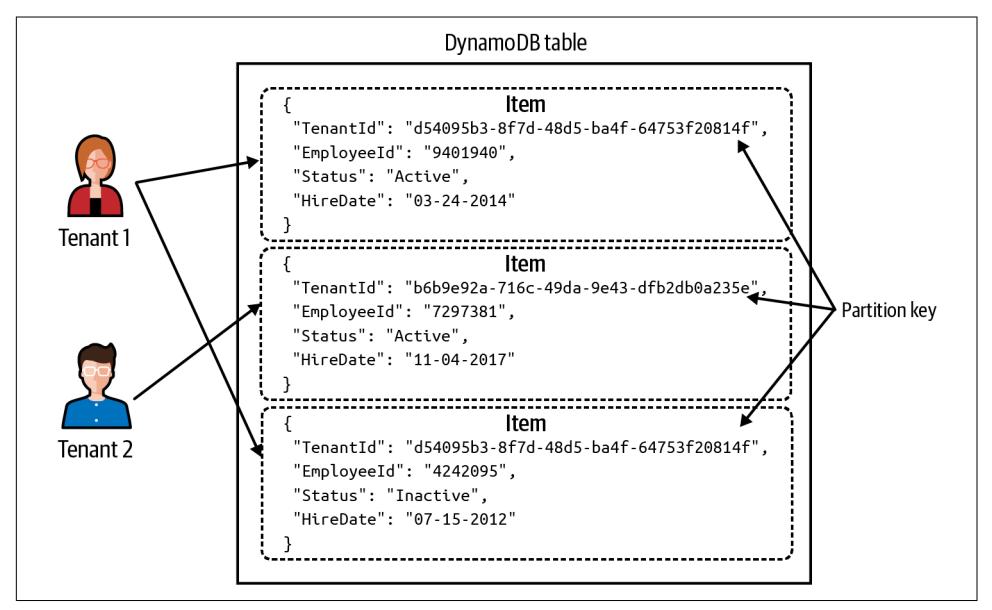 DynamoDB table
Item
{
"TenantId": "d54095b3-8f7d-48d5-ba4f-64753f20814f",
"EmployeeId": "9401940",
"Status": "Active",
"HireDate": "03-24-2014"
}
Tenant 1
Item
{
"TenantId": "b6b9e92a-716c-49da-9e43-dfb2db0a235e",
"EmployeeId": "7297381",
"Status": "Active",
"HireDate": "11-04-2017"
}
Partition key
Tenant 2
Item
{
"TenantId": "d54095b3-8f7d-48d5-ba4f-64753f20814f",
"EmployeeId": "4242095",
"Status": "Inactive",
"HireDate": "07-15-2012"
}